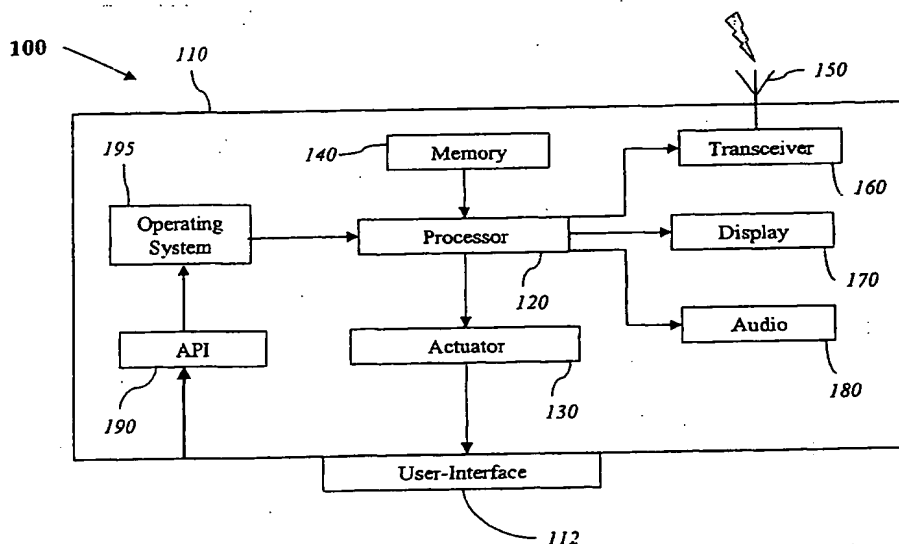 100
110
150
195
140
Memory
Transceiver
160
Operating
System
Processor
Display
120
170
API
Actuator
Audio
190
130
180
User-Interface
112